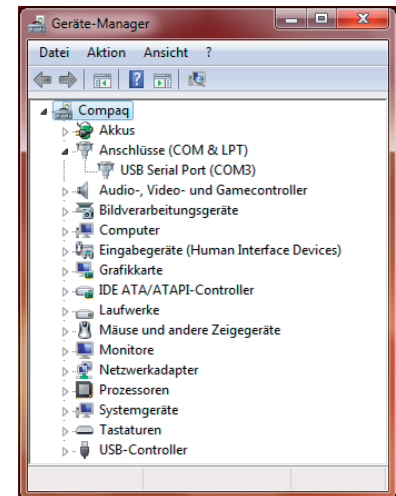 Geräte-Manager
Datei Aktion Ansicht ?
Compaq
Akkus
Anschlüsse (COM & LPT)
USB Serial Port (COM3)
Audio-, Video- und Gamecontroller
Bildverarbeitungsgeräte
Computer
Eingabegeräte (Human Interface Devices)
Grafikkarte
IDE ATA/ATAPI-Controller
Laufwerke
Mäuse und andere Zeigegeräte
Monitore
Netzwerkadapter
Prozessoren
Systemgeräte
Tastaturen
USB-Controller